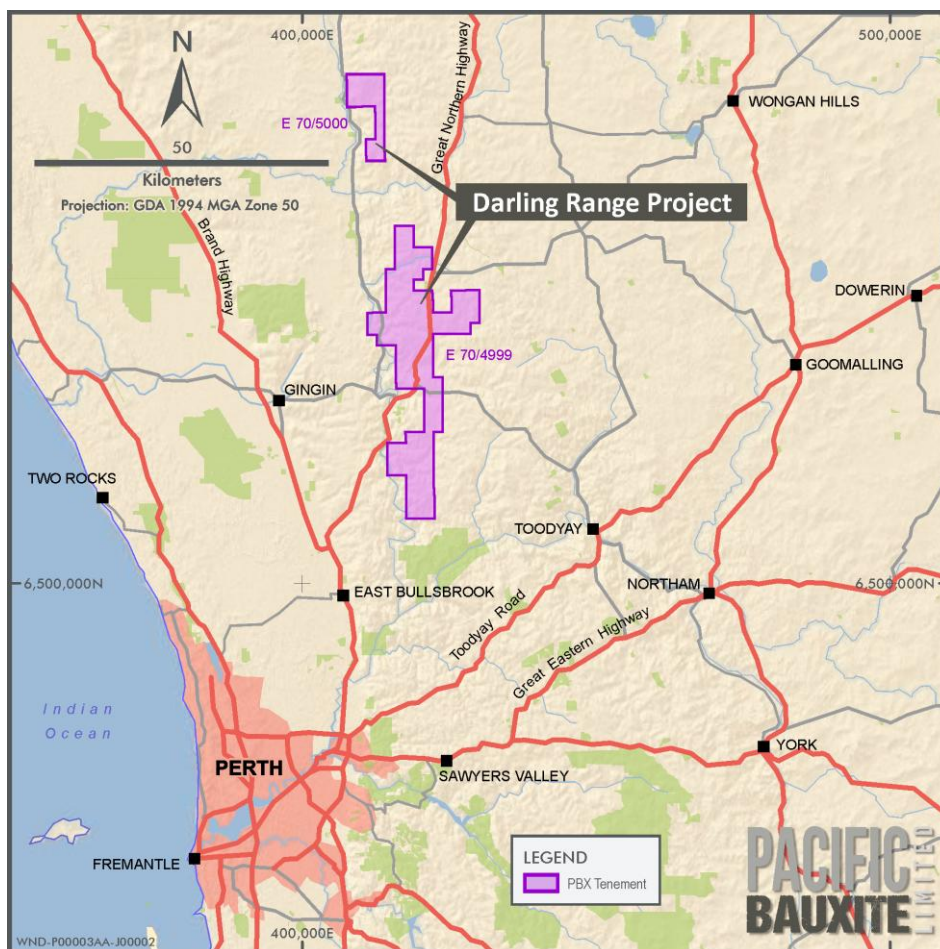 400,000E
500,000E
N
50
Kilometers
Projection: GDA 1994 MGA Zone 50
E 70/5000
Great Northern Highway
WONGAN HILLS
Darling Range Project
Brand Highway
DOWERIN
E 70/4999
GOOMALLING
GINGIN
TWO ROCKS
TOODYAY
6,500,000N
EAST BULLSBROOK
NORTHAM
6,500,000N
Toodyay Road
Great Eastern Highway
Indian
Ocean
PERTH
SAWYERS VALLEY
YORK
FREMANTLE
LEGEND
PBX Tenement
PACIFIC
BAUXITE
LIMITED
WND-P00003AA-J00002
400,000E